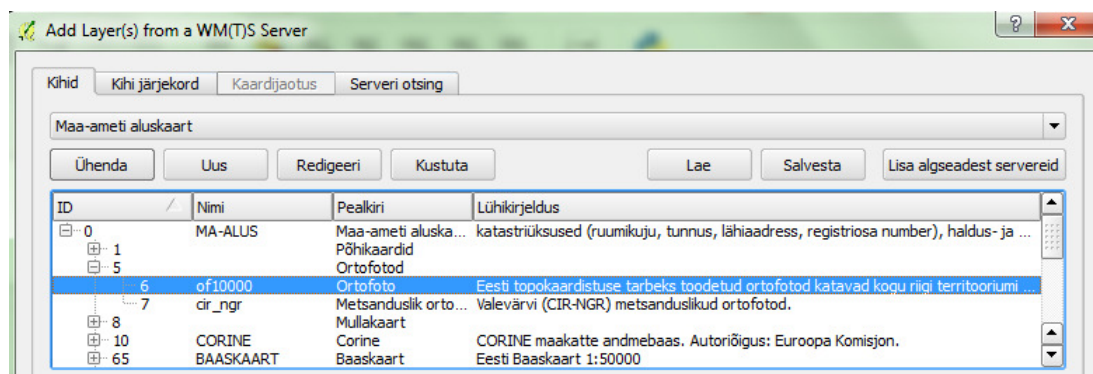 Add Layer(s) from a WM(T)S Server
Kihid Kihi järjekord Kaardijaotus Serveri otsing
Maa-ameti aluskaart
Ühenda Uus Redigeeri Kustuta Lae Salvesta Lisa algseadest servereid
ID Nimi Pealkiri Lühikirjeldus
0 MA-ALUS Maa-ameti aluska... katastriüksused (ruumikuju, tunnus, lähiaadress, registriosa number), haldus- ja ...
1 Põhikaardid
5 Ortofotod
6 of10000 Ortofoto Eesti topokaardistuse tarbeks toodetud ortofotod katavad kogu riigi territooriumi ...
7 cir_ngr Metsanduslik orto... Valevärvi (CIR-NGR) metsanduslikud ortofotod.
8 Mullakaart
10 CORINE Corine CORINE maakatte andmebaas. Autoriõigus: Euroopa Komisjon.
65 BAASKAART Baaskaart Eesti Baaskaart 1:50000